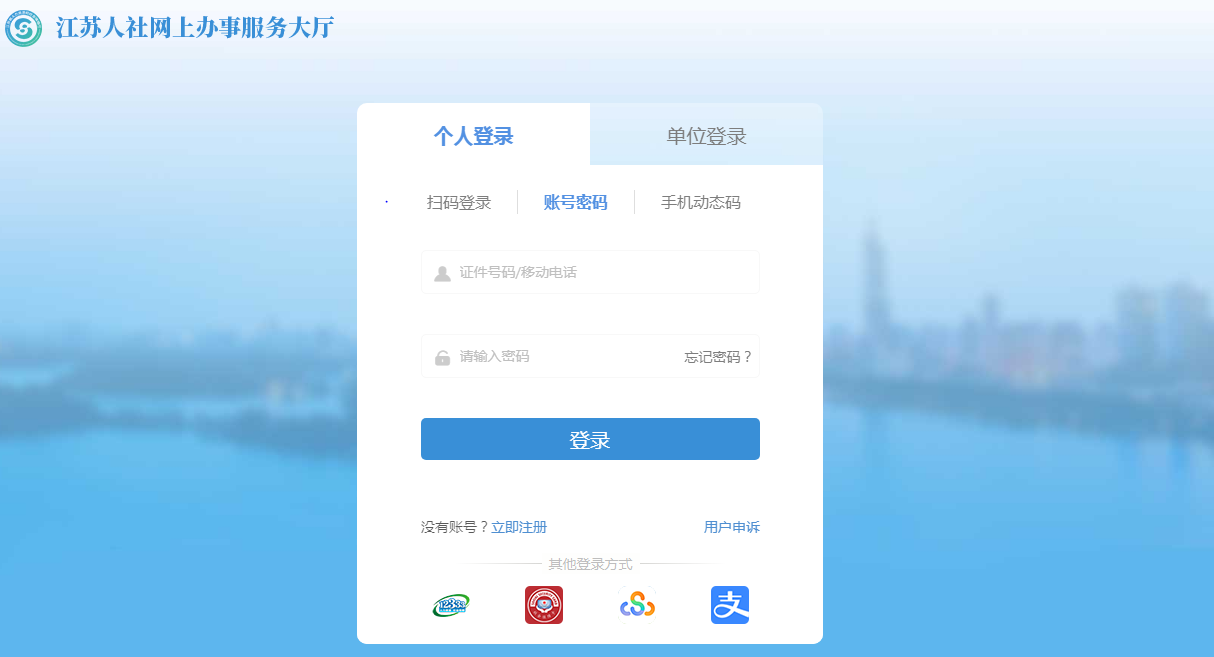 江苏人社网上办事服务大厅
个人登录 单位登录
扫码登录 账号密码 手机动态码
证件号码/移动电话
请输入密码 忘记密码？
登录
没有账号？立即注册 用户申诉
其他登录方式
12333
支